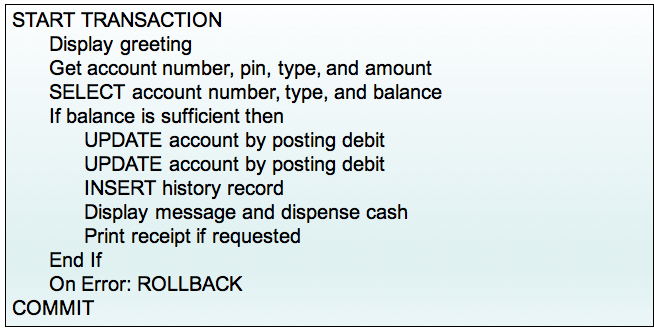 START TRANSACTION
Display greeting
Get account number, pin, type, and amount
SELECT account number, type, and balance
If balance is sufficient then
UPDATE account by posting debit
UPDATE account by posting debit
INSERT history record
Display message and dispense cash
Print receipt if requested
End If
On Error: ROLLBACK
COMMIT